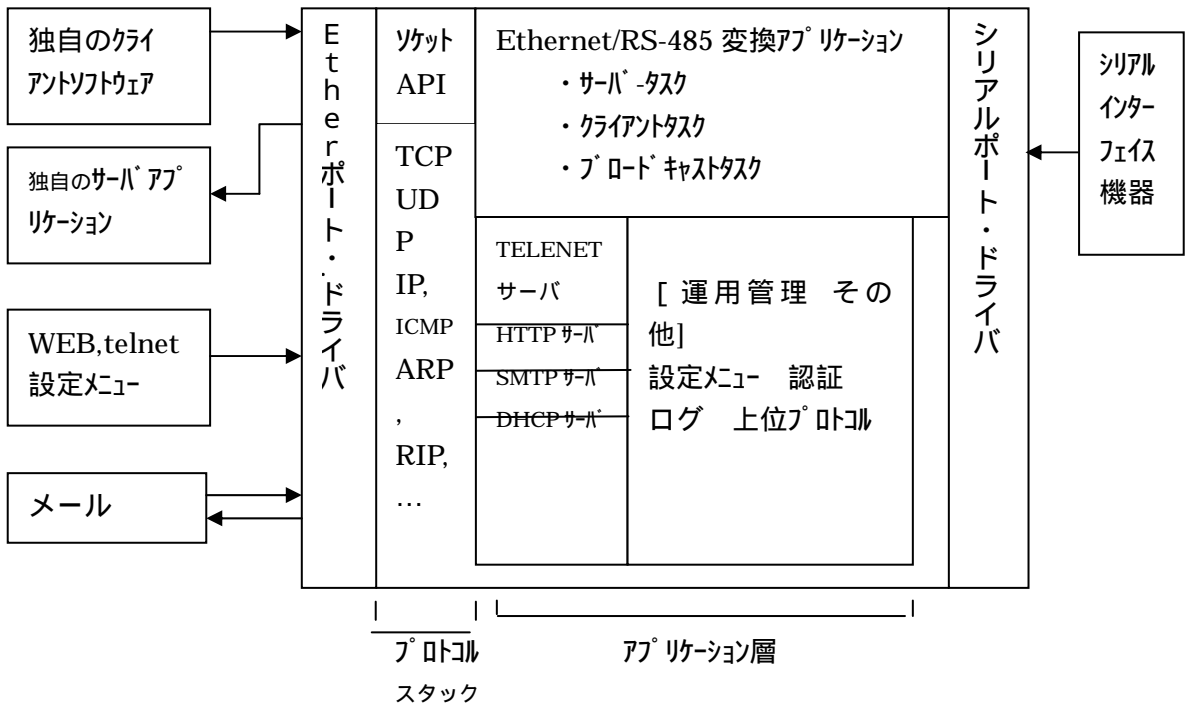 独自のｸﾗｲ
ｱﾝﾄｿﾌﾄｳｪｱ
独自のｻｰﾊﾞｱﾌﾟ
ﾘｹｰｼｮﾝ
WEB,telnet
設定ﾒﾆｭｰ
メール
Etherポート・ドライバ
ｿｹｯﾄ
API
TCP
UD
P
IP,
ICMP
ARP
,
RIP,
…
Ethernet/RS-485 変換ｱﾌﾟﾘｹｰｼｮﾝ
・ｻｰﾊﾞ-ﾀｽｸ
・ｸﾗｲｱﾝﾄﾀｽｸ
・ﾌﾞﾛｰﾄﾞｷｬｽﾄﾀｽｸ
TELENET
サーバ
HTTP ｻｰﾊﾞ
SMTP ｻｰﾊﾞ
DHCP ｻｰﾊﾞ
[運用管理 その
他]
設定ﾒﾆｭｰ 認証
ログ 上位ﾌﾟﾛﾄｺﾙ
シリアルポート・ドライバ
ｼﾘｱﾙ
ｲﾝﾀｰ
ﾌｪｲｽ
機器
ﾌﾟﾛﾄｺﾙ
スタック
ｱﾌﾟﾘｹｰｼｮﾝ層